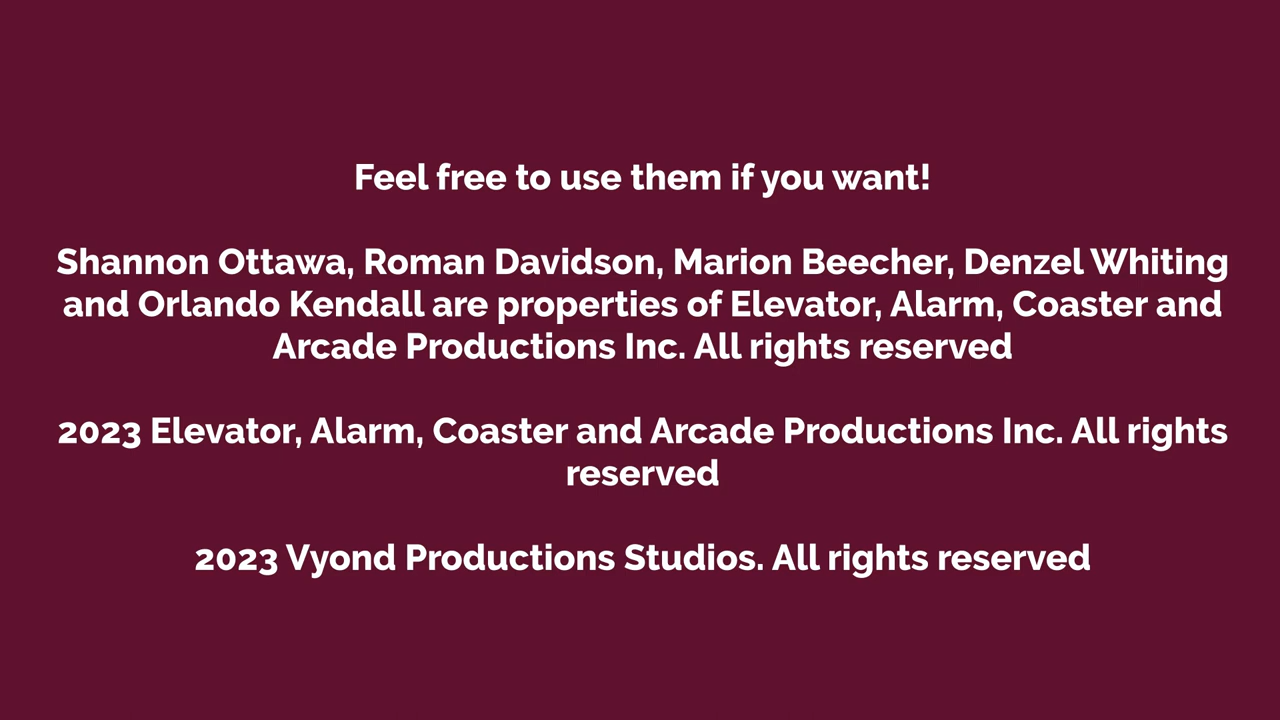 Feel free to use them if you want!
Shannon Ottawa, Roman Davidson, Marion Beecher, Denzel Whiting
and Orlando Kendall are properties of Elevator, Alarm, Coaster and
Arcade Productions Inc. All rights reserved
2023 Elevator, Alarm, Coaster and Arcade Productions Inc. All rights
reserved
2023 Vyond Productions Studios. All rights reserved